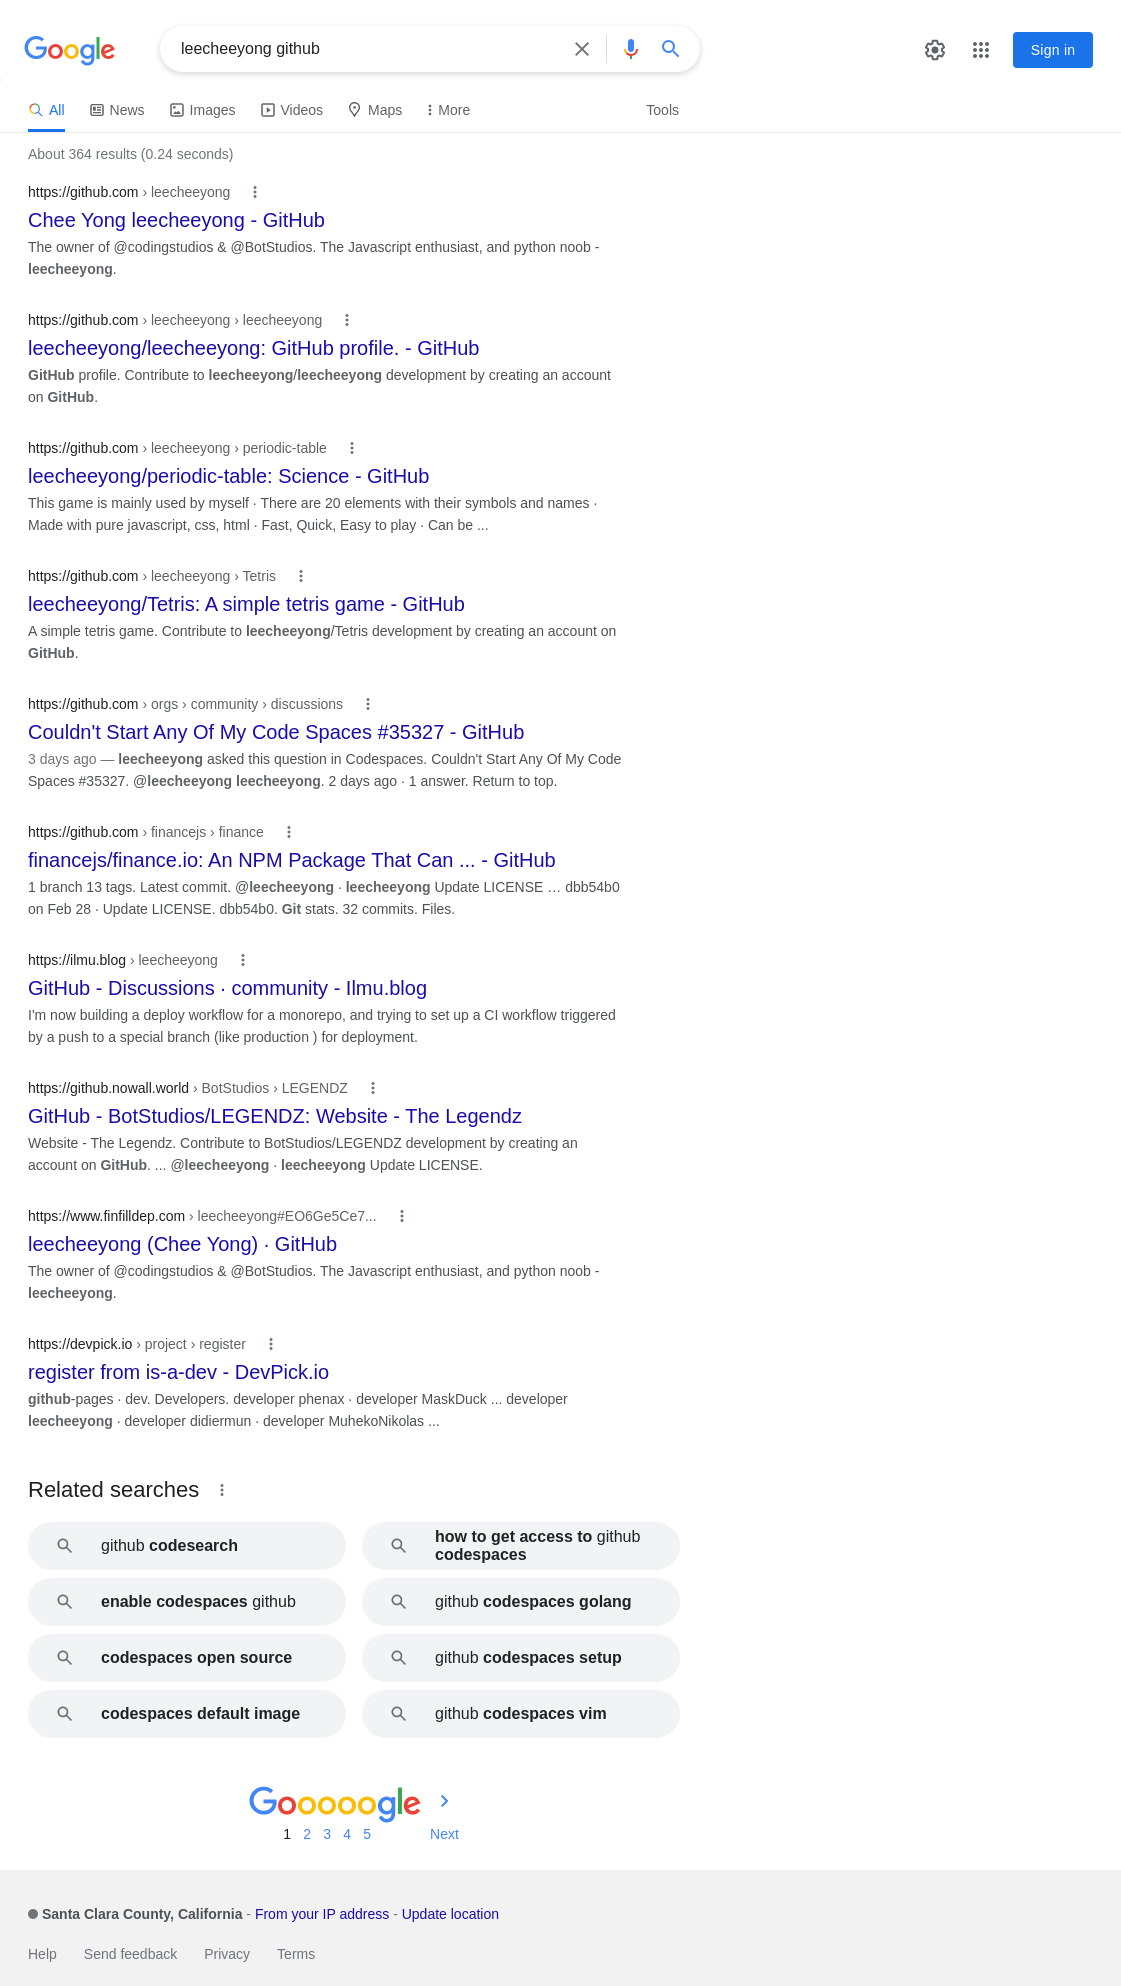 Google
leecheeyong github
Sign in
All News Images Videos Maps More Tools
About 364 results (0.24 seconds)
https://github.com › leecheeyong
Chee Yong leecheeyong - GitHub
The owner of @codingstudios & @BotStudios. The Javascript enthusiast, and python noob -
leecheeyong.
https://github.com › leecheeyong › leecheeyong
leecheeyong/leecheeyong: GitHub profile. - GitHub
GitHub profile. Contribute to leecheeyong/leecheeyong development by creating an account
on GitHub.
https://github.com › leecheeyong › periodic-table
leecheeyong/periodic-table: Science - GitHub
This game is mainly used by myself · There are 20 elements with their symbols and names ·
Made with pure javascript, css, html · Fast, Quick, Easy to play · Can be ...
https://github.com › leecheeyong › Tetris
leecheeyong/Tetris: A simple tetris game - GitHub
A simple tetris game. Contribute to leecheeyong/Tetris development by creating an account on
GitHub.
https://github.com › orgs › community › discussions
Couldn't Start Any Of My Code Spaces #35327 - GitHub
3 days ago — leecheeyong asked this question in Codespaces. Couldn't Start Any Of My Code
Spaces #35327. @leecheeyong leecheeyong. 2 days ago · 1 answer. Return to top.
https://github.com › financejs › finance
financejs/finance.io: An NPM Package That Can ... - GitHub
1 branch 13 tags. Latest commit. @leecheeyong · leecheeyong Update LICENSE … dbb54b0
on Feb 28 · Update LICENSE. dbb54b0. Git stats. 32 commits. Files.
https://ilmu.blog › leecheeyong
GitHub - Discussions · community - Ilmu.blog
I'm now building a deploy workflow for a monorepo, and trying to set up a CI workflow triggered
by a push to a special branch (like production ) for deployment.
https://github.nowall.world › BotStudios › LEGENDZ
GitHub - BotStudios/LEGENDZ: Website - The Legendz
Website - The Legendz. Contribute to BotStudios/LEGENDZ development by creating an
account on GitHub. ... @leecheeyong · leecheeyong Update LICENSE.
https://www.finfilldep.com › leecheeyong#EO6Ge5Ce7...
leecheeyong (Chee Yong) · GitHub
The owner of @codingstudios & @BotStudios. The Javascript enthusiast, and python noob -
leecheeyong.
https://devpick.io › project › register
register from is-a-dev - DevPick.io
github-pages · dev. Developers. developer phenax · developer MaskDuck ... developer
leecheeyong · developer didiermun · developer MuhekoNikolas ...
Related searches
github codesearch
how to get access to github
codespaces
enable codespaces github
github codespaces golang
codespaces open source
github codespaces setup
codespaces default image
github codespaces vim
Gooooogle
1 2 3 4 5 Next
Santa Clara County, California - From your IP address - Update location
Help Send feedback Privacy Terms